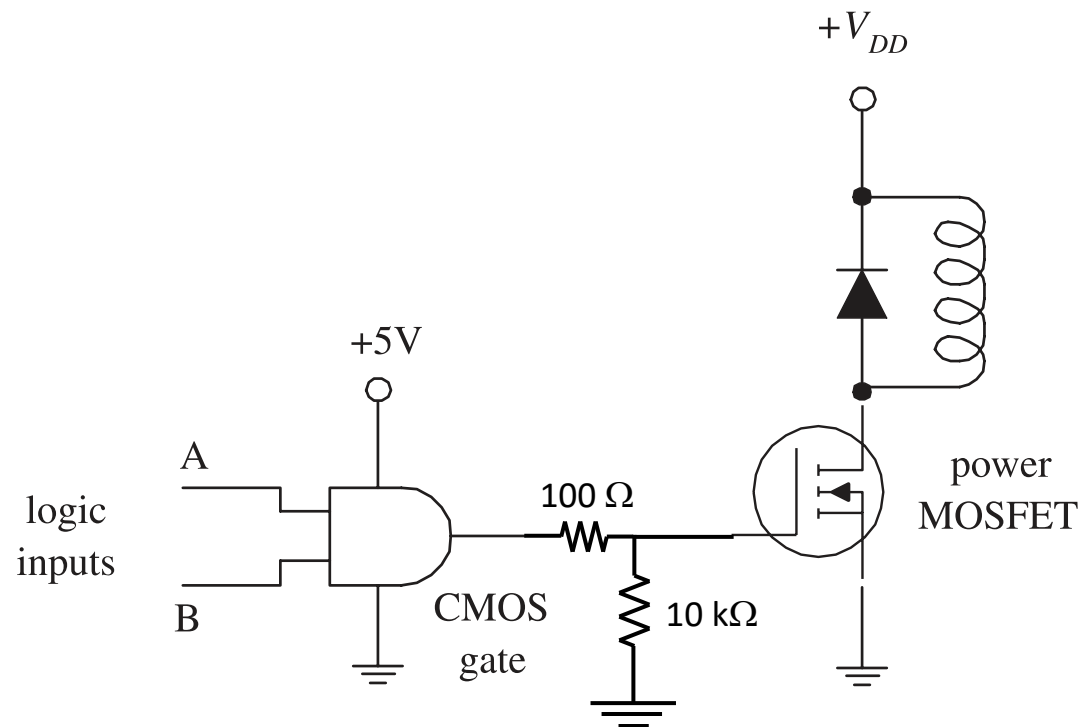 +V_DD
+5V
A
logic
inputs
B
100 Ω
10 kΩ
CMOS
gate
power
MOSFET